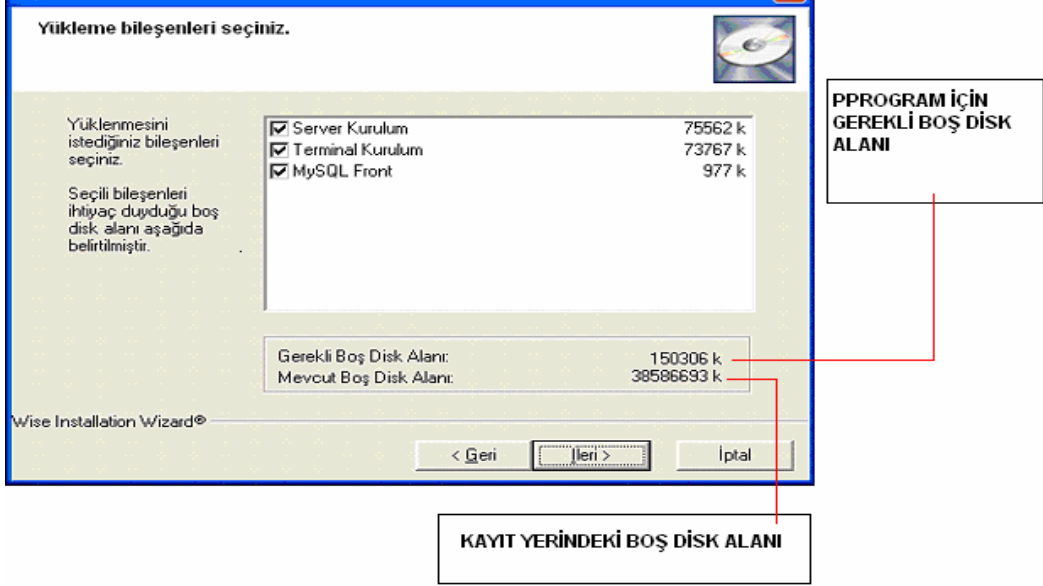 Yükleme bileşenleri seçiniz.
Yüklenmesini
istediğiniz bileşenleri
seçiniz.
Seçili bileşenleri
ihtiyaç duyduğu boş
disk alanı aşağıda
belirtilmiştir.
Server Kurulum 75562 k
Terminal Kurulum 73767 k
MySQL Front 977 k
Gerekli Boş Disk Alanı: 150306 k
Mevcut Boş Disk Alanı: 38586693 k
Wise Installation Wizard®
< Geri İleri > İptal
PPROGRAM İÇİN
GEREKLİ BOŞ DISK
ALANI
KAYIT YERİNDEKİ BOŞ DİSK ALANI